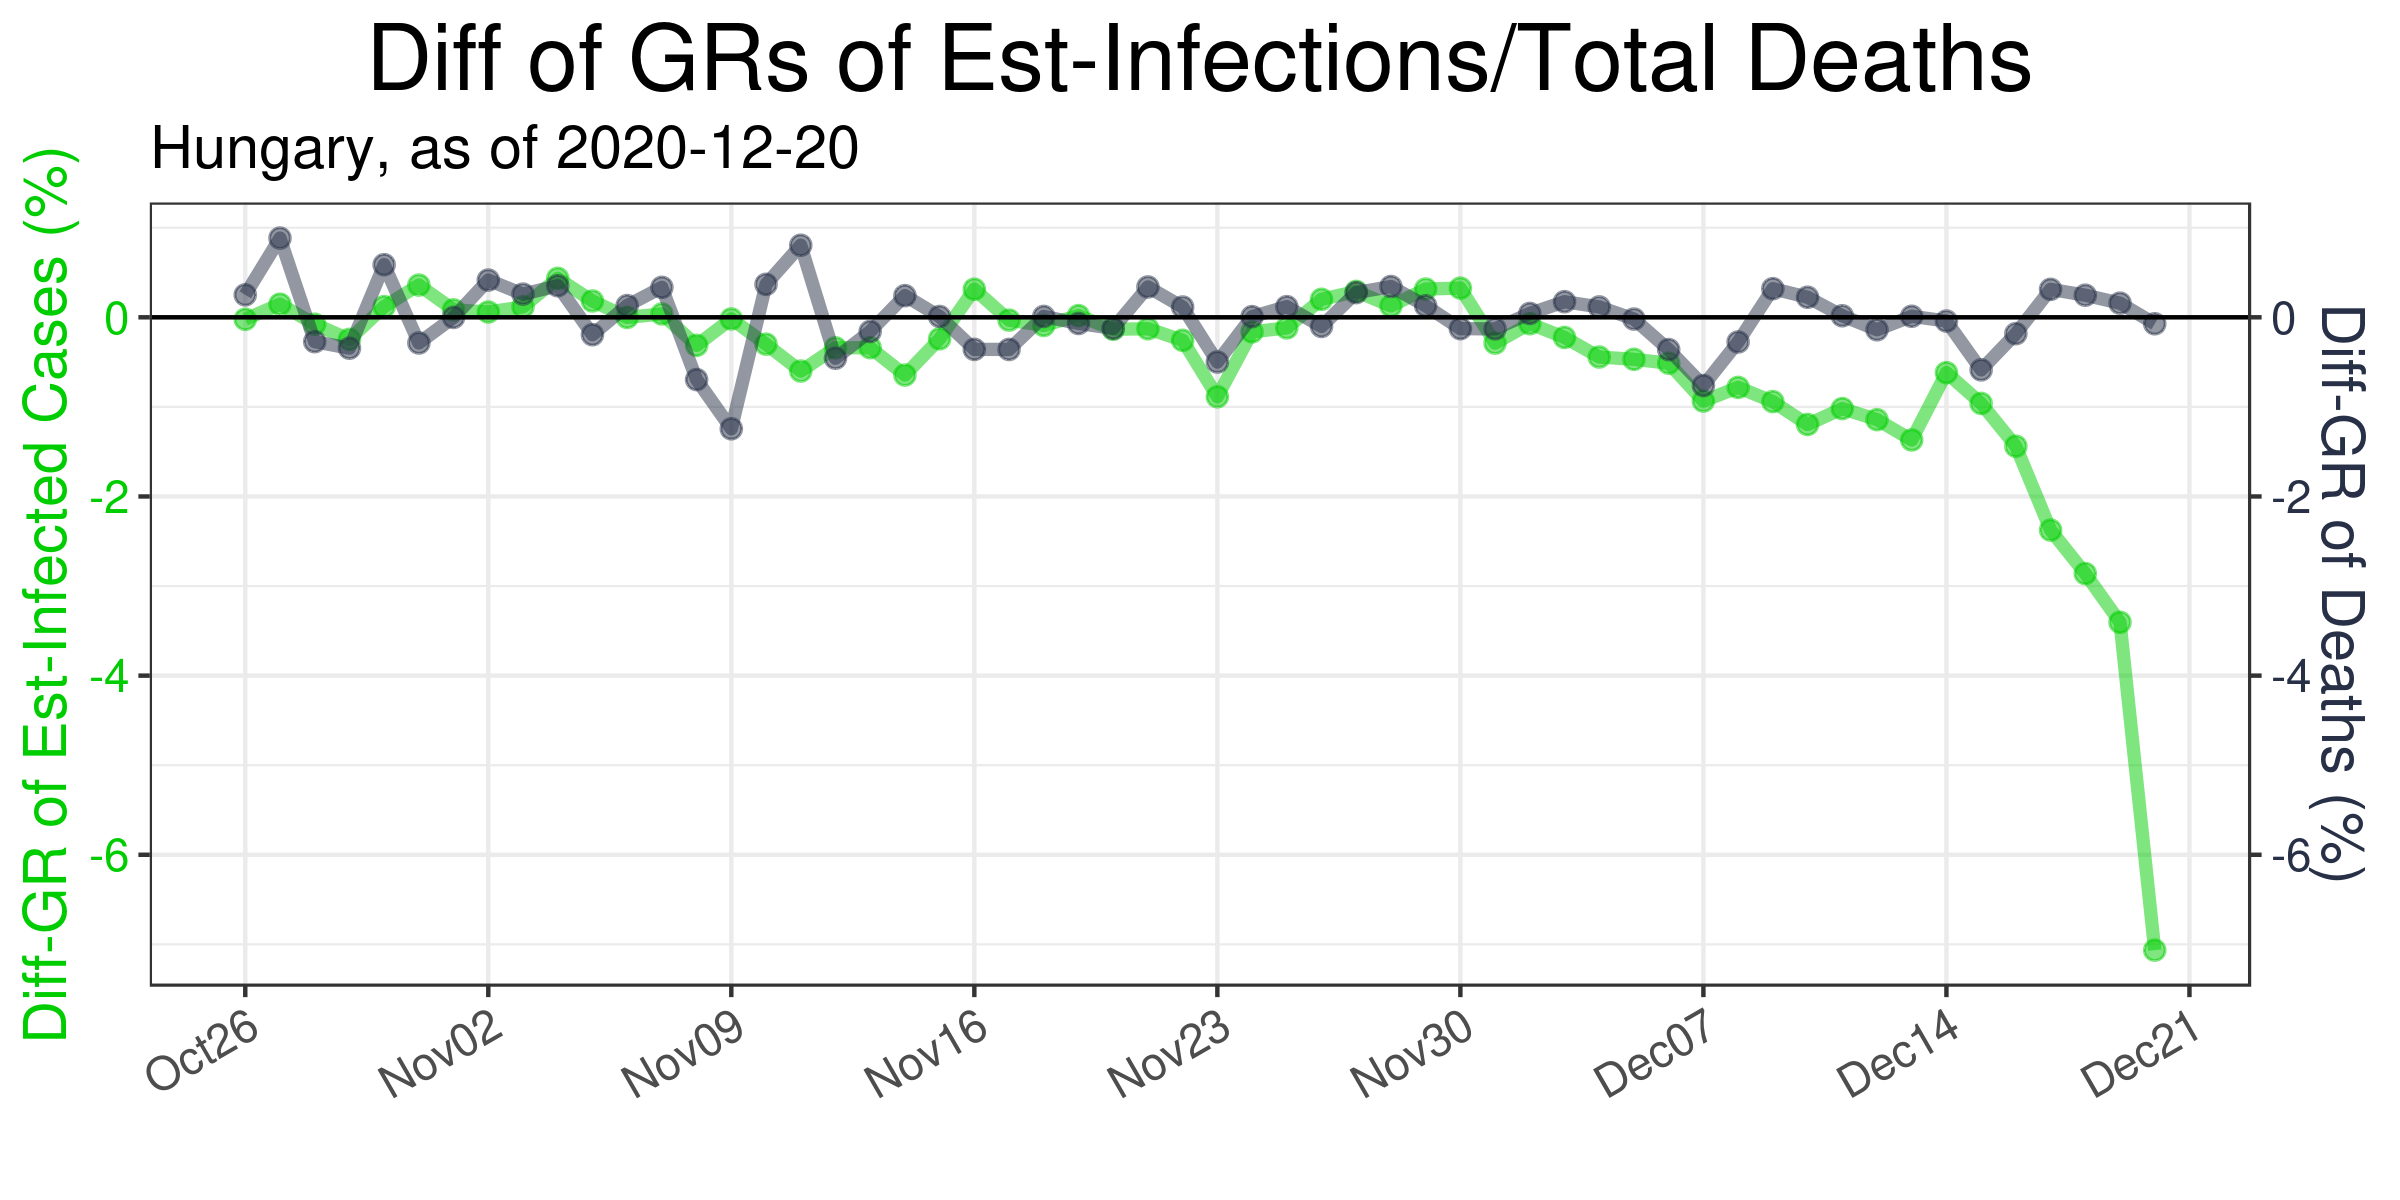 Diff of GRs of Est-Infections/Total Deaths
Hungary, as of 2020-12-20
Diff-GR of Est-Infected Cases (%)
0
-2
-4
-6
0
-2
-4
-6
Diff-GR of Deaths (%)
Oct26
Nov02
Nov09
Nov16
Nov23
Nov30
Dec07
Dec14
Dec21